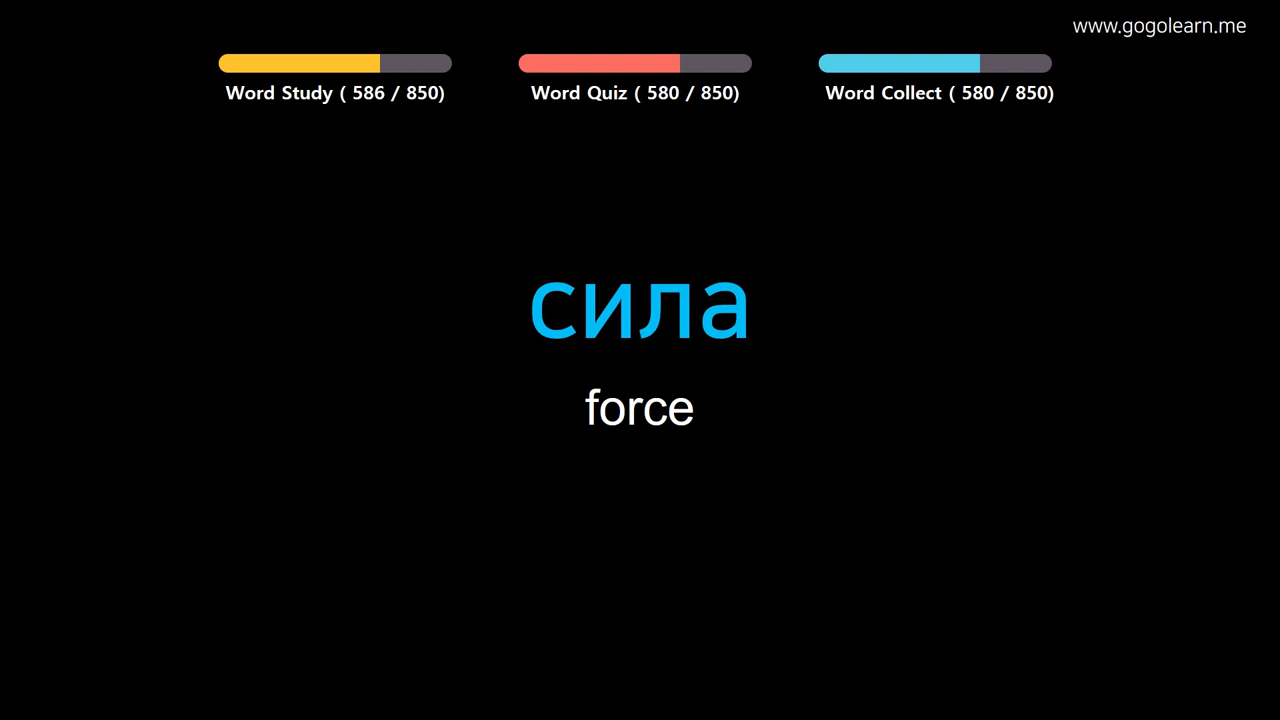 www.gogolearn.me
Word Study ( 586 / 850)
Word Quiz ( 580 / 850)
Word Collect ( 580 / 850)
сила
force